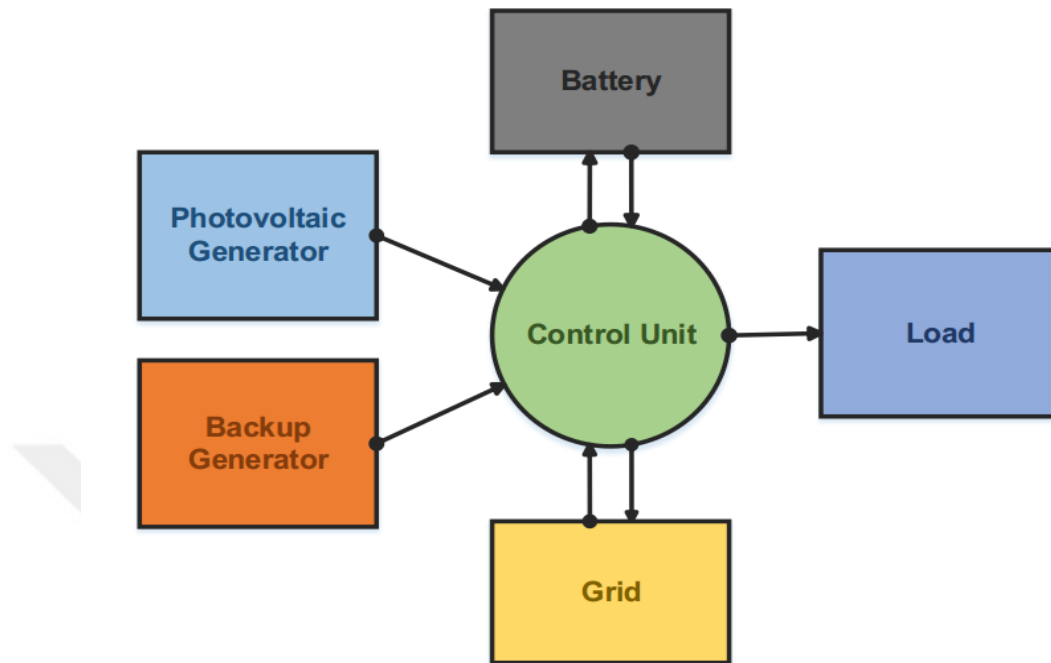 Battery
Photovoltaic
Generator
Control Unit
Load
Backup
Generator
Grid